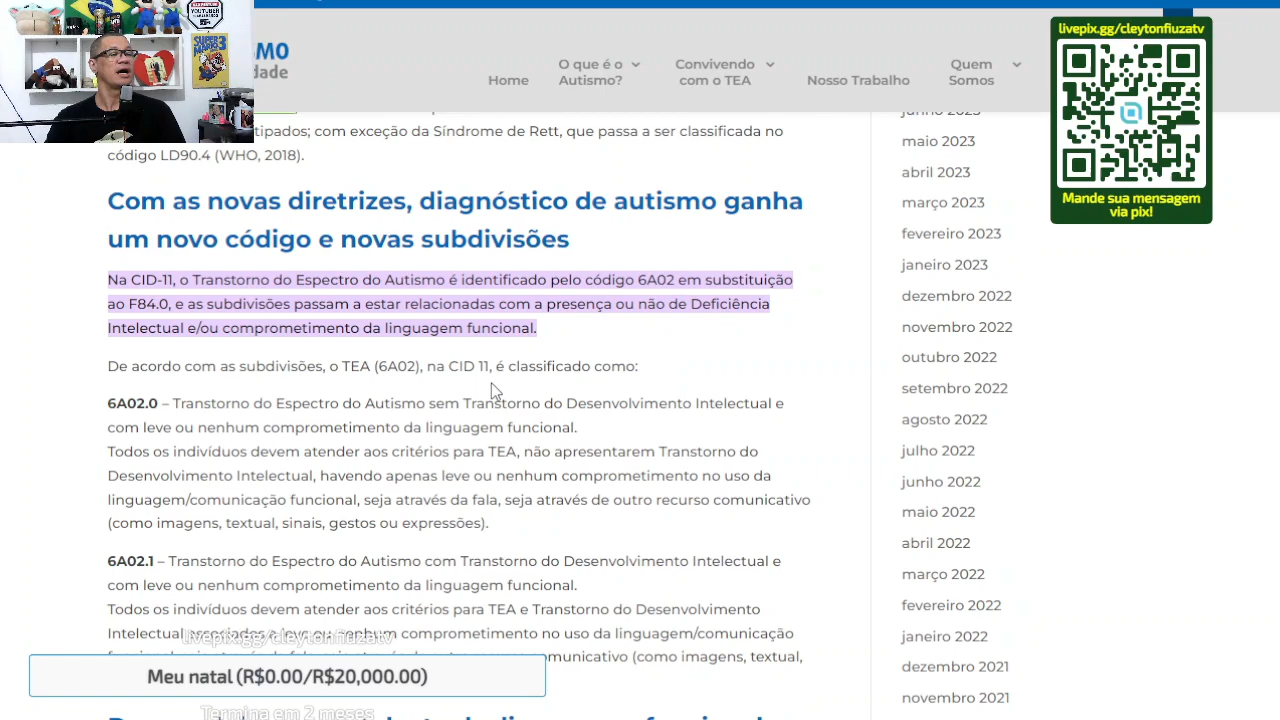 YOUTUBER
SUPER
MARIO 3
MO
dade
Home
O que é o
Autismo?
Convivendo
com o TEA
Nosso Trabalho
Quem
Somos
livepix.gg/cleytonfiuzatv
Mande sua mensagem
via pix!
tipados; com exceção da Síndrome de Rett, que passa a ser classificada no
código LD90.4 (WHO, 2018).
Com as novas diretrizes, diagnóstico de autismo ganha
um novo código e novas subdivisões
Na CID-11, o Transtorno do Espectro do Autismo é identificado pelo código 6A02 em substituição
ao F84.0, e as subdivisões passam a estar relacionadas com a presença ou não de Deficiência
Intelectual e/ou comprometimento da linguagem funcional.
De acordo com as subdivisões, o TEA (6A02), na CID 11, é classificado como:
6A02.0 – Transtorno do Espectro do Autismo sem Transtorno do Desenvolvimento Intelectual e
com leve ou nenhum comprometimento da linguagem funcional.
Todos os indivíduos devem atender aos critérios para TEA, não apresentarem Transtorno do
Desenvolvimento Intelectual, havendo apenas leve ou nenhum comprometimento no uso da
linguagem/comunicação funcional, seja através da fala, seja através de outro recurso comunicativo
(como imagens, textual, sinais, gestos ou expressões).
6A02.1 – Transtorno do Espectro do Autismo com Transtorno do Desenvolvimento Intelectual e
com leve ou nenhum comprometimento da linguagem funcional.
Todos os indivíduos devem atender aos critérios para TEA e Transtorno do Desenvolvimento
Intelectual leve ou nenhum comprometimento no uso da linguagem/comunicação
comunicativo (como imagens, textual,
livepix.gg/cleytonfiuzatv
Meu natal (R$0.00/R$20,000.00)
Termina em 2 meses
junho 2023
maio 2023
abril 2023
março 2023
fevereiro 2023
janeiro 2023
dezembro 2022
novembro 2022
outubro 2022
setembro 2022
agosto 2022
julho 2022
junho 2022
maio 2022
abril 2022
março 2022
fevereiro 2022
janeiro 2022
dezembro 2021
novembro 2021